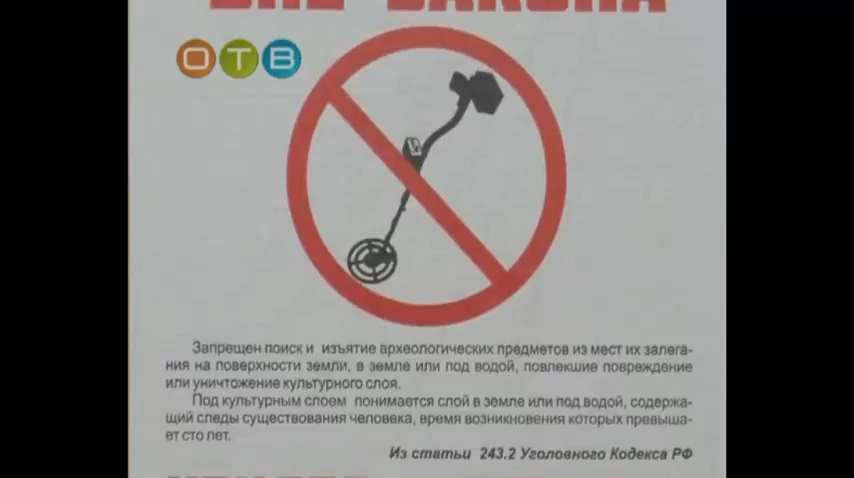 ВНЕ ЗАКОНА
ОТВ
Запрещен поиск и изъятие археологических предметов из мест их залега-
ния на поверхности земли, в земле или под водой, повлекшие повреждение
или уничтожение культурного слоя.
Под культурным слоем понимается слой в земле или под водой, содержа-
щий следы существования человека, время возникновения которых превыша-
ет сто лет.
Из статьи 243.2 Уголовного Кодекса РФ